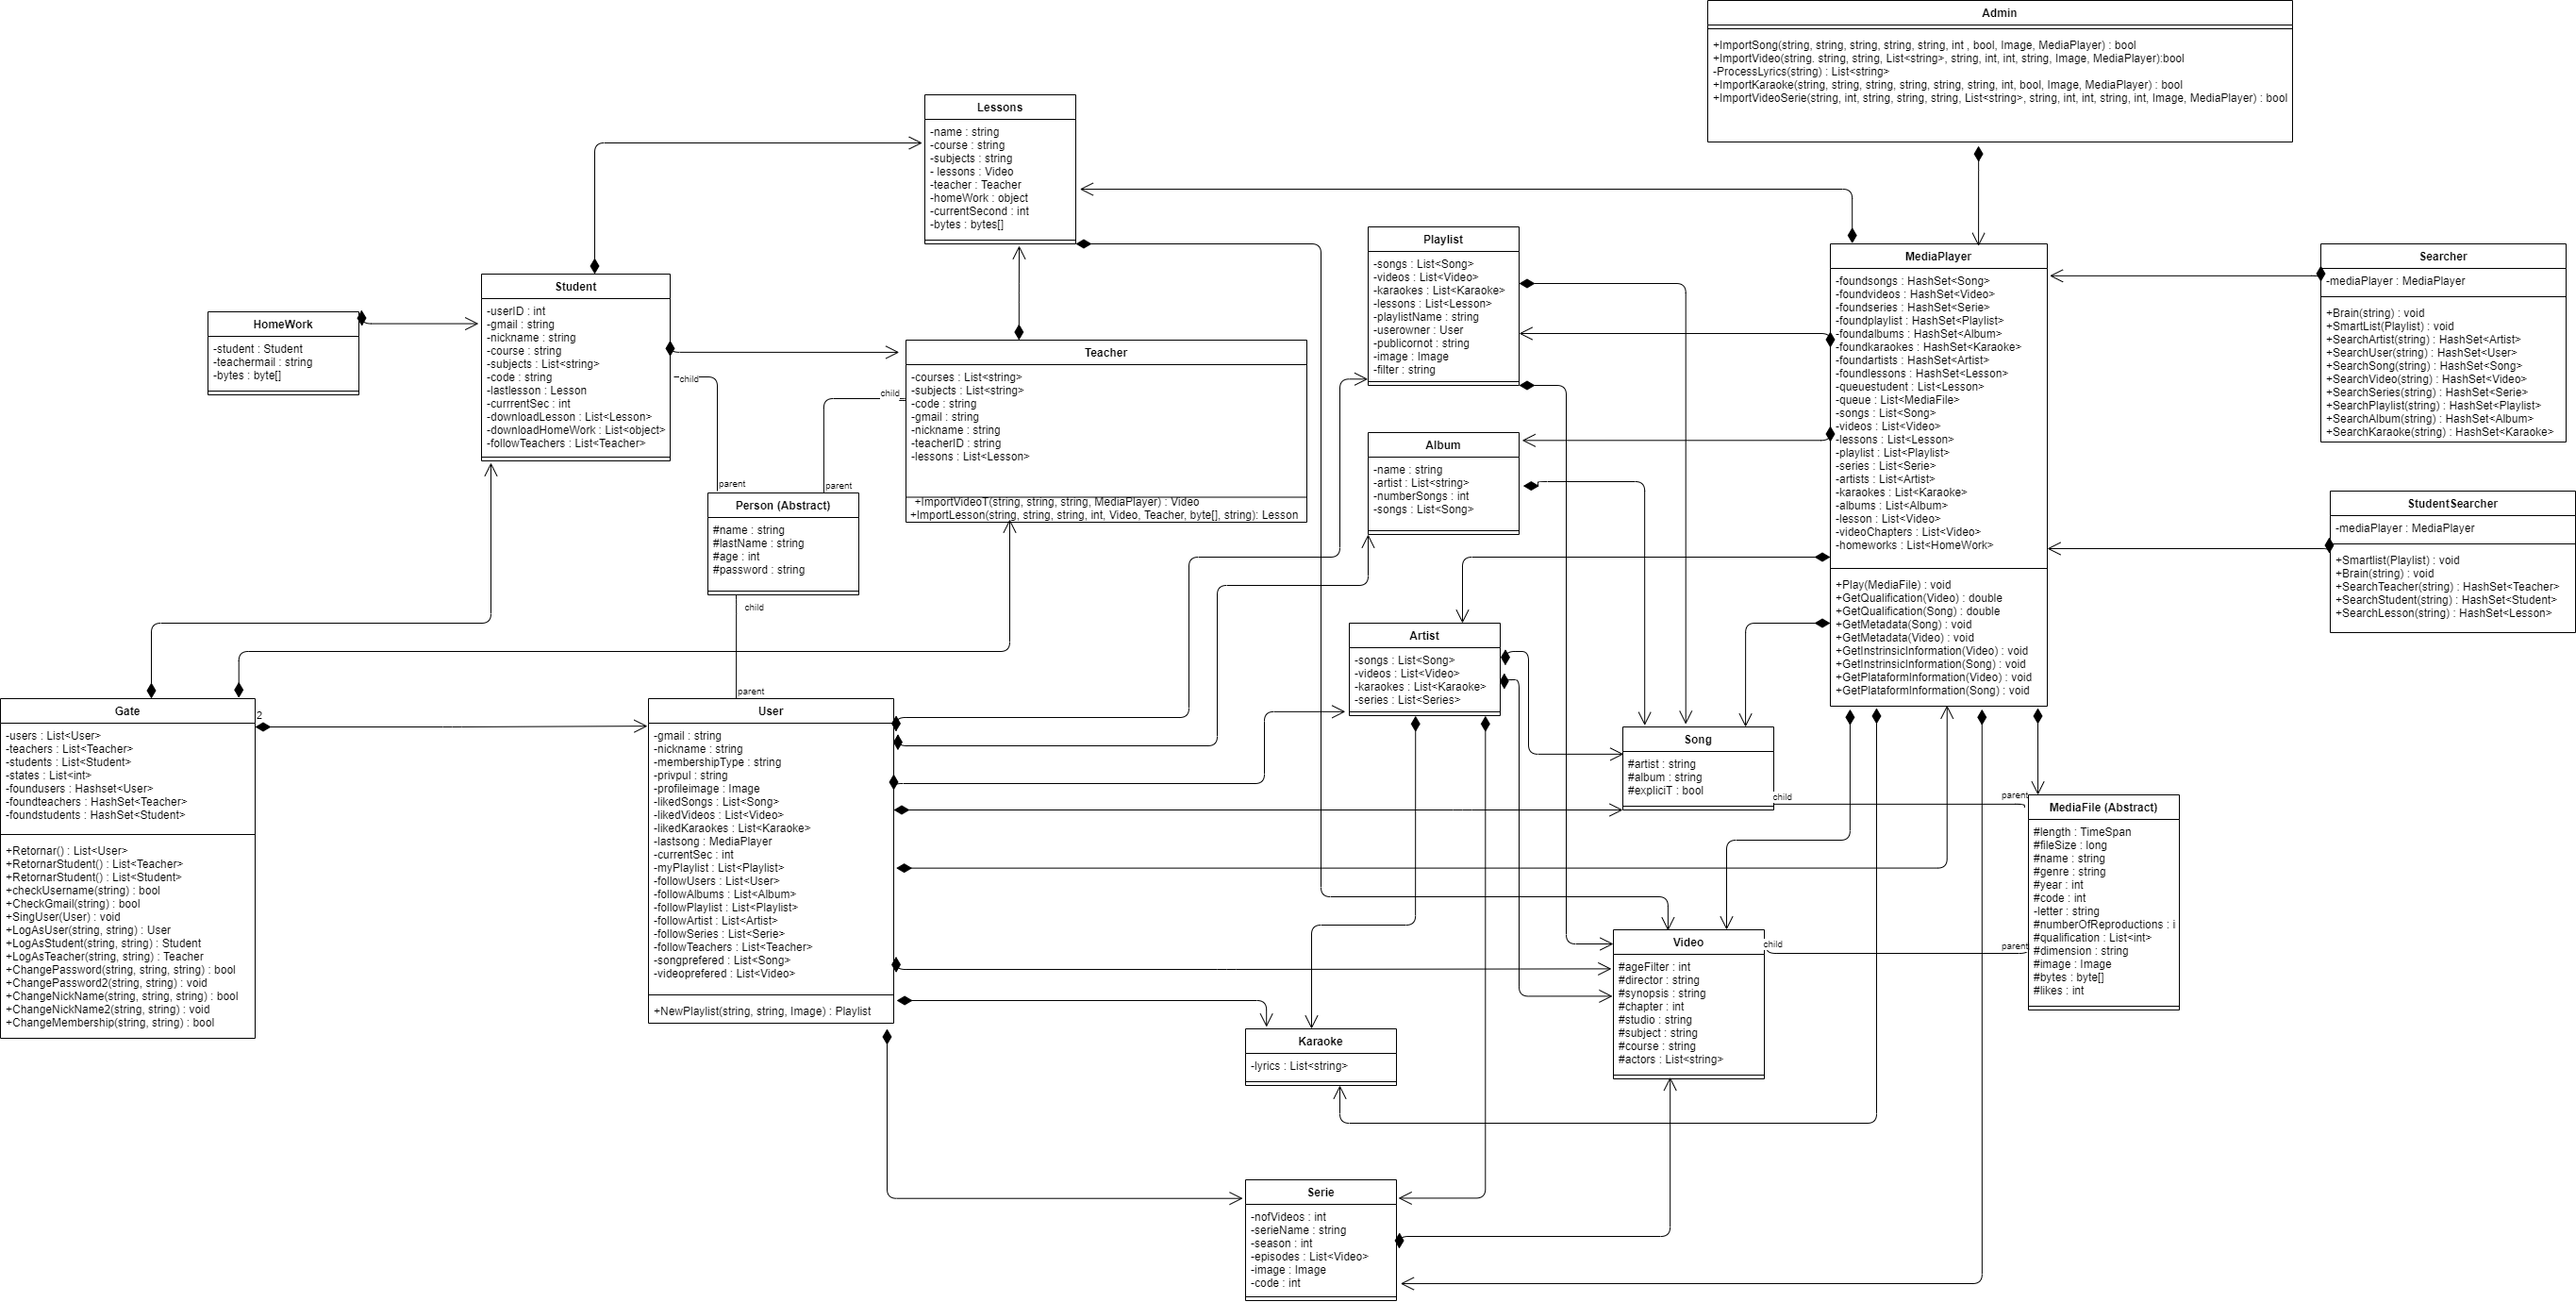 Admin
+ImportSong(string, string, string, string, string, int , bool, Image, MediaPlayer) : bool
+ImportVideo(string. string, string, List<string>, string, int, int, string, Image, MediaPlayer):bool
-ProcessLyrics(string) : List<string>
+ImportKaraoke(string, string, string, string, string, string, int, bool, Image, MediaPlayer) : bool
+ImportVideoSerie(string, int, string, string, string, List<string>, string, int, int, string, int, Image, MediaPlayer) : bool
Lessons
-name : string
-course : string
-subjects : string
- lessons : Video
-teacher : Teacher
-homeWork : object
-currentSecond : int
-bytes : bytes[]
Playlist
-songs : List<Song>
-videos : List<Video>
-karaokes : List<Karaoke>
-lessons : List<Lesson>
-playlistName : string
-userowner : User
-publicornot : string
-image : Image
-filter : string
MediaPlayer
-foundsongs : HashSet<Song>
-foundvideos : HashSet<Video>
-foundseries : HashSet<Serie>
-foundplaylist : HashSet<Playlist>
-foundalbums : HashSet<Album>
-foundkaraokes : HashSet<Karaoke>
-foundartists : HashSet<Artist>
-foundlessons : HashSet<Lesson>
-queuestudent : List<Lesson>
-queue : List<MediaFile>
-songs : List<Song>
-videos : List<Video>
-lessons : List<Lesson>
-playlist : List<Playlist>
-series : List<Serie>
-artists : List<Artist>
-karaokes : List<Karaoke>
-albums : List<Album>
-lesson : List<Video>
-videoChapters : List<Video>
-homeworks : List<HomeWork>
+Play(MediaFile) : void
+GetQualification(Video) : double
+GetQualification(Song) : double
+GetMetadata(Song) : void
+GetMetadata(Video) : void
+GetInstrinsicInformation(Video) : void
+GetInstrinsicInformation(Song) : void
+GetPlataformInformation(Video) : void
+GetPlataformInformation(Song) : void
Searcher
-mediaPlayer : MediaPlayer
+Brain(string) : void
+SmartList(Playlist) : void
+SearchArtist(string) : HashSet<Artist>
+SearchUser(string) : HashSet<User>
+SearchSong(string) : HashSet<Song>
+SearchVideo(string) : HashSet<Video>
+SearchSeries(string) : HashSet<Serie>
+SearchPlaylist(string) : HashSet<Playlist>
+SearchAlbum(string) : HashSet<Album>
+SearchKaraoke(string) : HashSet<Karaoke>
Student
-userID : int
-gmail : string
-nickname : string
-course : string
-subjects : List<string>
-code : string
-lastlesson : Lesson
-currrentSec : int
-downloadLesson : List<Lesson>
-downloadHomeWork : List<object>
-followTeachers : List<Teacher>
HomeWork
-student : Student
-teachermail : string
-bytes : byte[]
Teacher
-courses : List<string>
-subjects : List<string>
-code : string
-gmail : string
-nickname : string
-teacherID : string
-lessons : List<Lesson>
+ImportVideoT(string, string, string, MediaPlayer) : Video
+ImportLesson(string, string, string, int, Video, Teacher, byte[], string): Lesson
child
child
parent
parent
Album
-name : string
-artist : List<string>
-numberSongs : int
-songs : List<Song>
StudentSearcher
-mediaPlayer : MediaPlayer
+Smartlist(Playlist) : void
+Brain(string) : void
+SearchTeacher(string) : HashSet<Teacher>
+SearchStudent(string) : HashSet<Student>
+SearchLesson(string) : HashSet<Lesson>
Person (Abstract)
#name : string
#lastName : string
#age : int
#password : string
child
parent
Artist
-songs : List<Song>
-videos : List<Video>
-karaokes : List<Karaoke>
-series : List<Series>
Gate
2
-users : List<User>
-teachers : List<Teacher>
-students : List<Student>
-states : List<int>
-foundusers : Hashset<User>
-foundteachers : HashSet<Teacher>
-foundstudents : HashSet<Student>
+Retornar() : List<User>
+RetornarStudent() : List<Teacher>
+RetornarStudent() : List<Student>
+checkUsername(string) : bool
+CheckGmail(string) : bool
+SingUser(User) : void
+LogAsUser(string, string) : User
+LogAsStudent(string, string) : Student
+LogAsTeacher(string, string) : Teacher
+ChangePassword(string, string, string) : bool
+ChangePassword2(string, string) : void
+ChangeNickName(string, string, string) : bool
+ChangeNickName2(string, string) : void
+ChangeMembership(string, string) : bool
User
-gmail : string
-nickname : string
-membershipType : string
-privpul : string
-profileimage : Image
-likedSongs : List<Song>
-likedVideos : List<Video>
-likedKaraokes : List<Karaoke>
-lastsong : MediaPlayer
-currentSec : int
-myPlaylist : List<Playlist>
-followUsers : List<User>
-followAlbums : List<Album>
-followPlaylist : List<Playlist>
-followArtist : List<Artist>
-followSeries : List<Serie>
-followTeachers : List<Teacher>
-songprefered : List<Song>
-videoprefered : List<Video>
+NewPlaylist(string, string, Image) : Playlist
Song
#artist : string
#album : string
#expliciT : bool
child
parent
MediaFile (Abstract)
#length : TimeSpan
#fileSize : long
#name : string
#genre : string
#year : int
#code : int
-letter : string
#numberOfReproductions : i
#qualification : List<int>
#dimension : string
#image : Image
#bytes : byte[]
#likes : int
Video
child
parent
#ageFilter : int
#director : string
#synopsis : string
#chapter : int
#studio : string
#subject : string
#course : string
#actors : List<string>
Karaoke
-lyrics : List<string>
Serie
-nofVideos : int
-serieName : string
-season : int
-episodes : List<Video>
-image : Image
-code : int